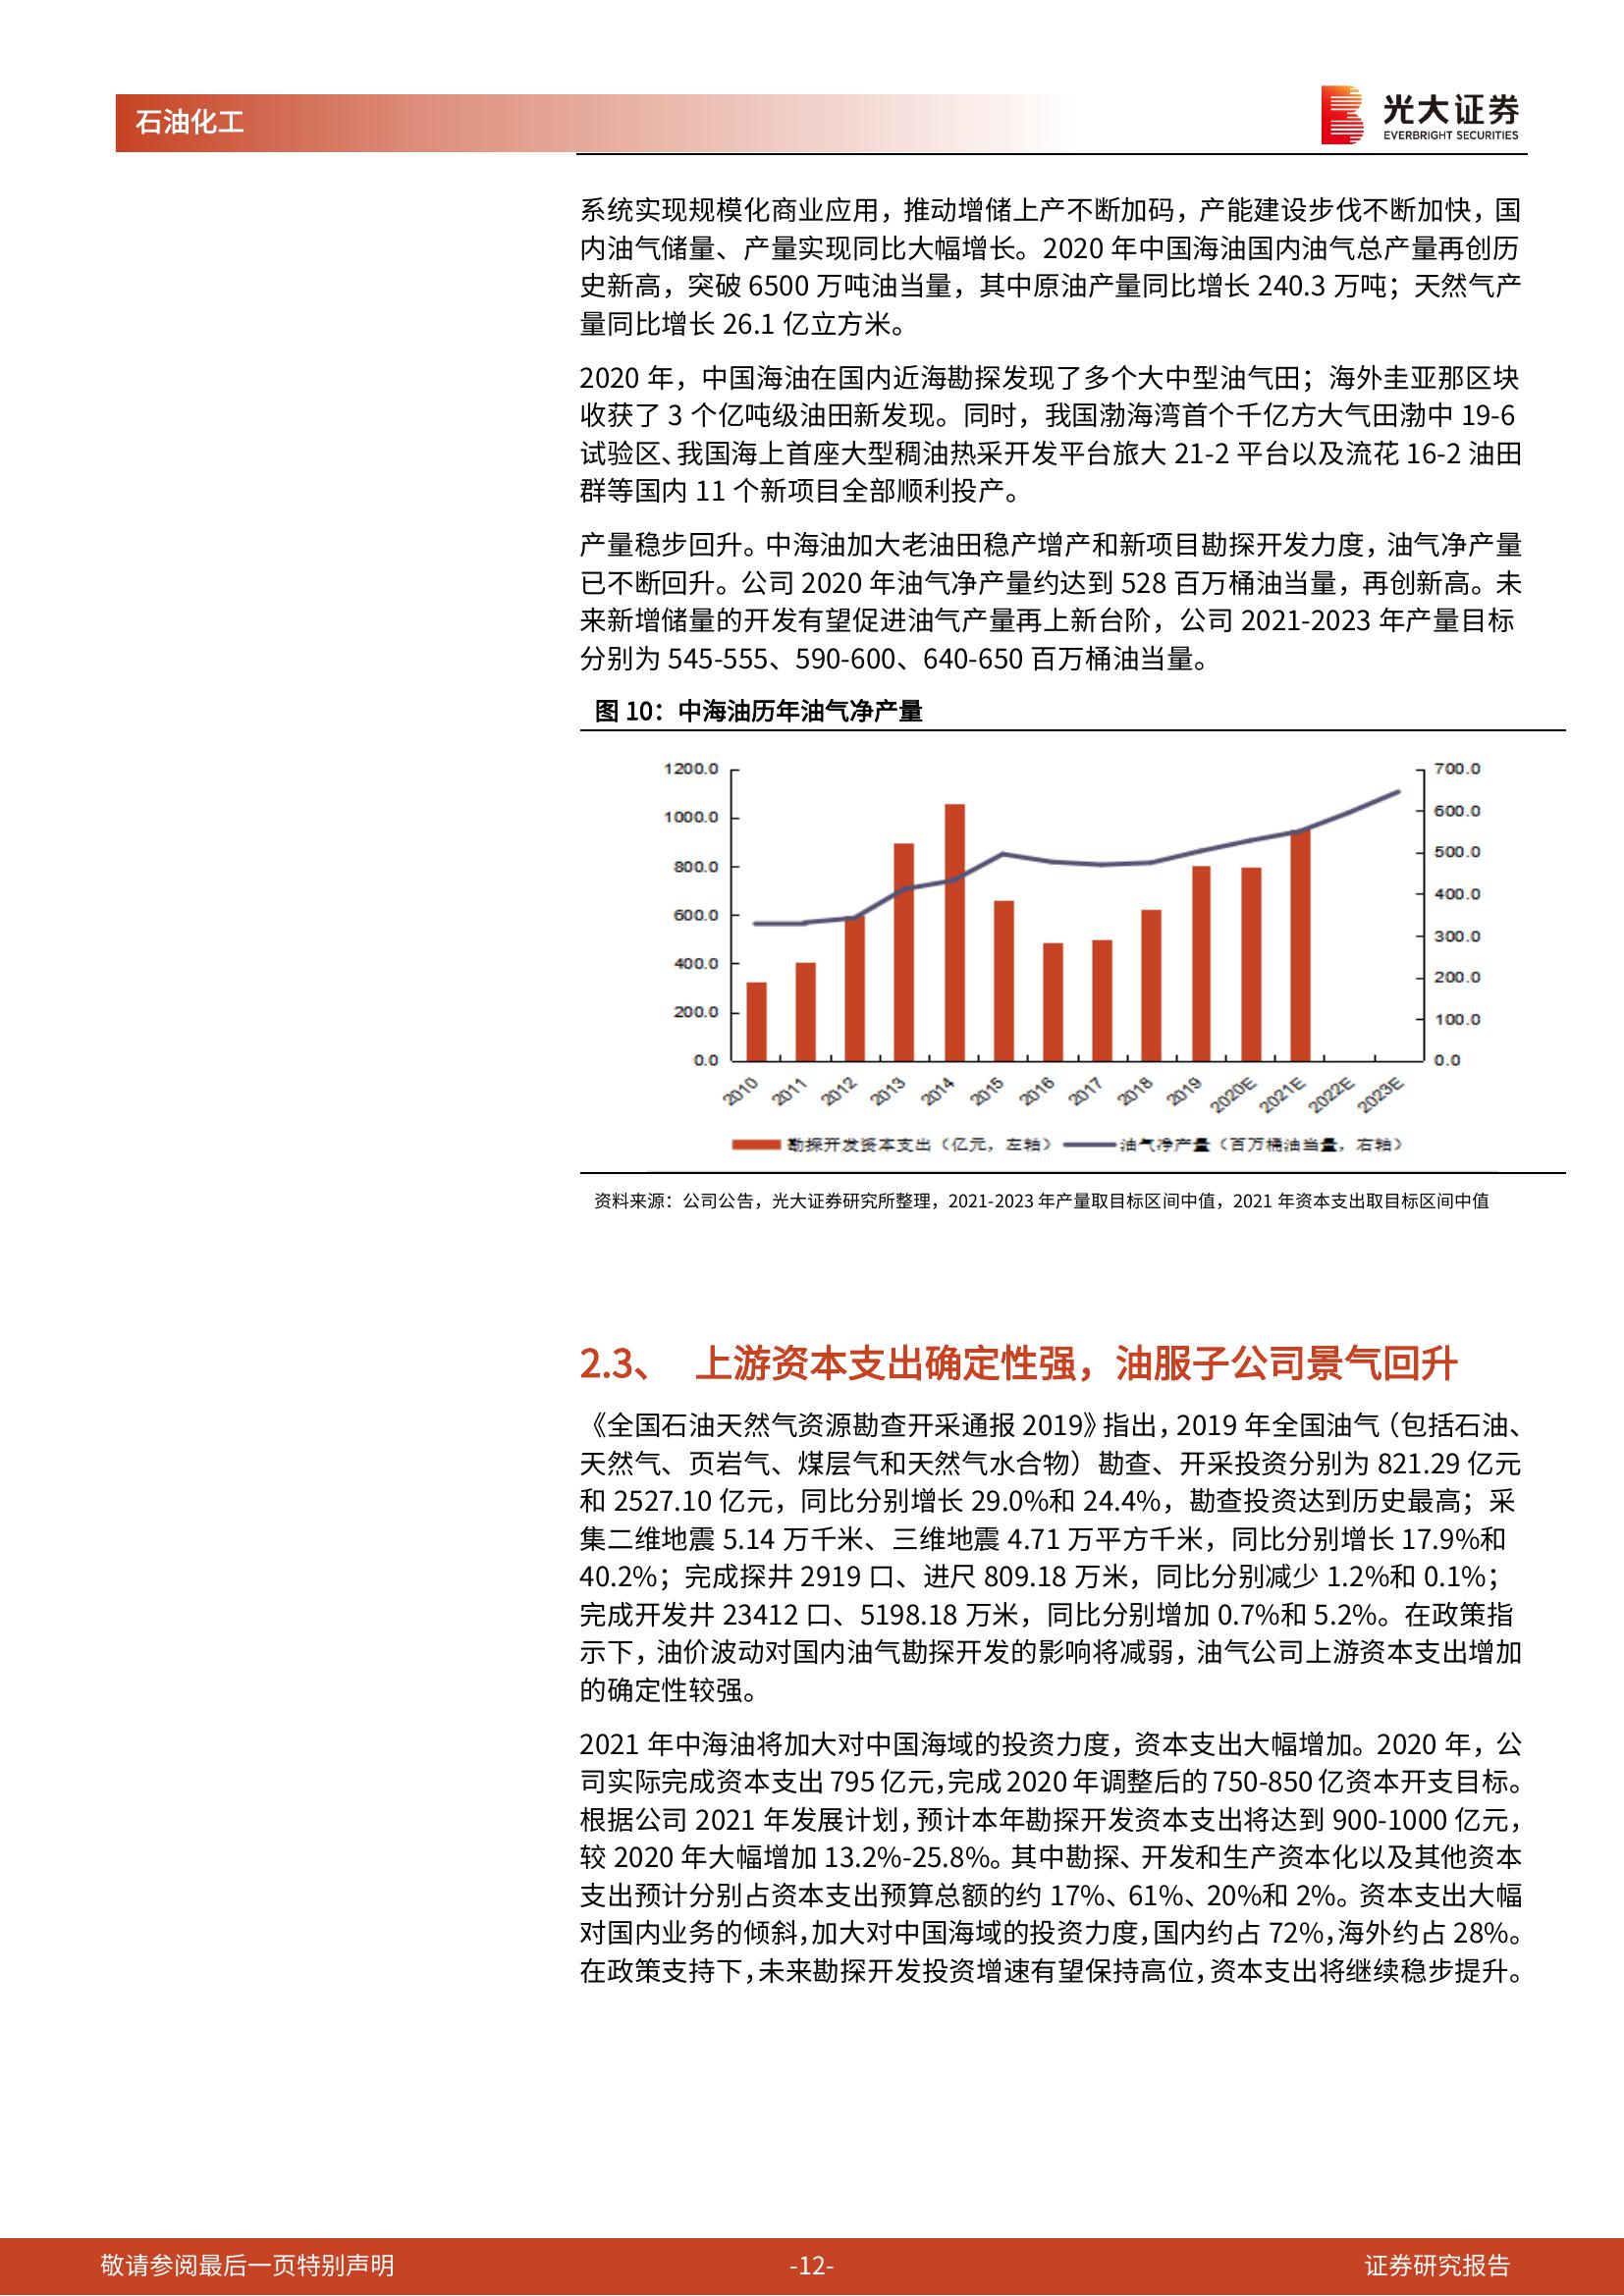 石油化工
光大证券
EVERBRIGHT SECURITIES
系统实现规模化商业应用，推动增储上产不断加码，产能建设步伐不断加快，国
内油气储量、产量实现同比大幅增长。2020 年中国海油国内油气总产量再创历
史新高，突破 6500 万吨油当量，其中原油产量同比增长 240.3 万吨；天然气产
量同比增长 26.1 亿立方米。
2020 年，中国海油在国内近海勘探发现了多个大中型油气田；海外圭亚那区块
收获了 3 个亿吨级油田新发现。同时，我国渤海湾首个千亿方大气田渤中 19-6
试验区、我国海上首座大型稠油热采开发平台旅大 21-2 平台以及流花 16-2 油田
群等国内 11 个新项目全部顺利投产。
产量稳步回升。中海油加大老油田稳产增产和新项目勘探开发力度，油气净产量
已不断回升。公司 2020 年油气净产量约达到 528 百万桶油当量，再创新高。未
来新增储量的开发有望促进油气产量再上新台阶，公司 2021-2023 年产量目标
分别为 545-555、590-600、640-650 百万桶油当量。
图 10：中海油历年油气净产量
1200.0
1000.0
800.0
600.0
400.0
200.0
0.0
700.0
600.0
500.0
400.0
300.0
200.0
100.0
0.0
2010 2011 2012 2013 2014 2015 2016 2017 2018 2019 2020E 2021E 2022E 2023E
勘探开发资本支出（亿元，左轴） 油气净产量（百万桶油当量，右轴）
资料来源：公司公告，光大证券研究所整理，2021-2023 年产量取目标区间中值，2021 年资本支出取目标区间中值
2.3、 上游资本支出确定性强，油服子公司景气回升
《全国石油天然气资源勘查开采通报 2019》指出，2019 年全国油气（包括石油、
天然气、页岩气、煤层气和天然气水合物）勘查、开采投资分别为 821.29 亿元
和 2527.10 亿元，同比分别增长 29.0%和 24.4%，勘查投资达到历史最高；采
集二维地震 5.14 万千米、三维地震 4.71 万平方千米，同比分别增长 17.9%和
40.2%；完成探井 2919 口、进尺 809.18 万米，同比分别减少 1.2%和 0.1%；
完成开发井 23412 口、5198.18 万米，同比分别增加 0.7%和 5.2%。在政策指
示下，油价波动对国内油气勘探开发的影响将减弱，油气公司上游资本支出增加
的确定性较强。
2021 年中海油将加大对中国海域的投资力度，资本支出大幅增加。2020 年，公
司实际完成资本支出 795 亿元，完成 2020 年调整后的 750-850 亿资本开支目标。
根据公司 2021 年发展计划，预计本年勘探开发资本支出将达到 900-1000 亿元，
较 2020 年大幅增加 13.2%-25.8%。其中勘探、开发和生产资本化以及其他资本
支出预计分别占资本支出预算总额的约 17%、61%、20%和 2%。资本支出大幅
对国内业务的倾斜，加大对中国海域的投资力度，国内约占 72%，海外约占 28%。
在政策支持下，未来勘探开发投资增速有望保持高位，资本支出将继续稳步提升。
敬请参阅最后一页特别声明
-12-
证券研究报告